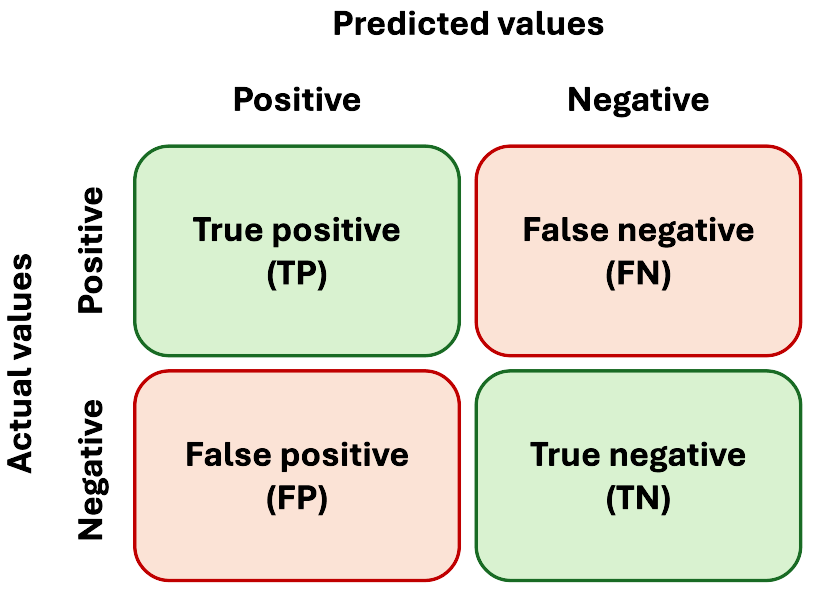 Predicted values
Positive
Negative
Actual values
Positive
True positive
(TP)
False negative
(FN)
Negative
False positive
(FP)
True negative
(TN)